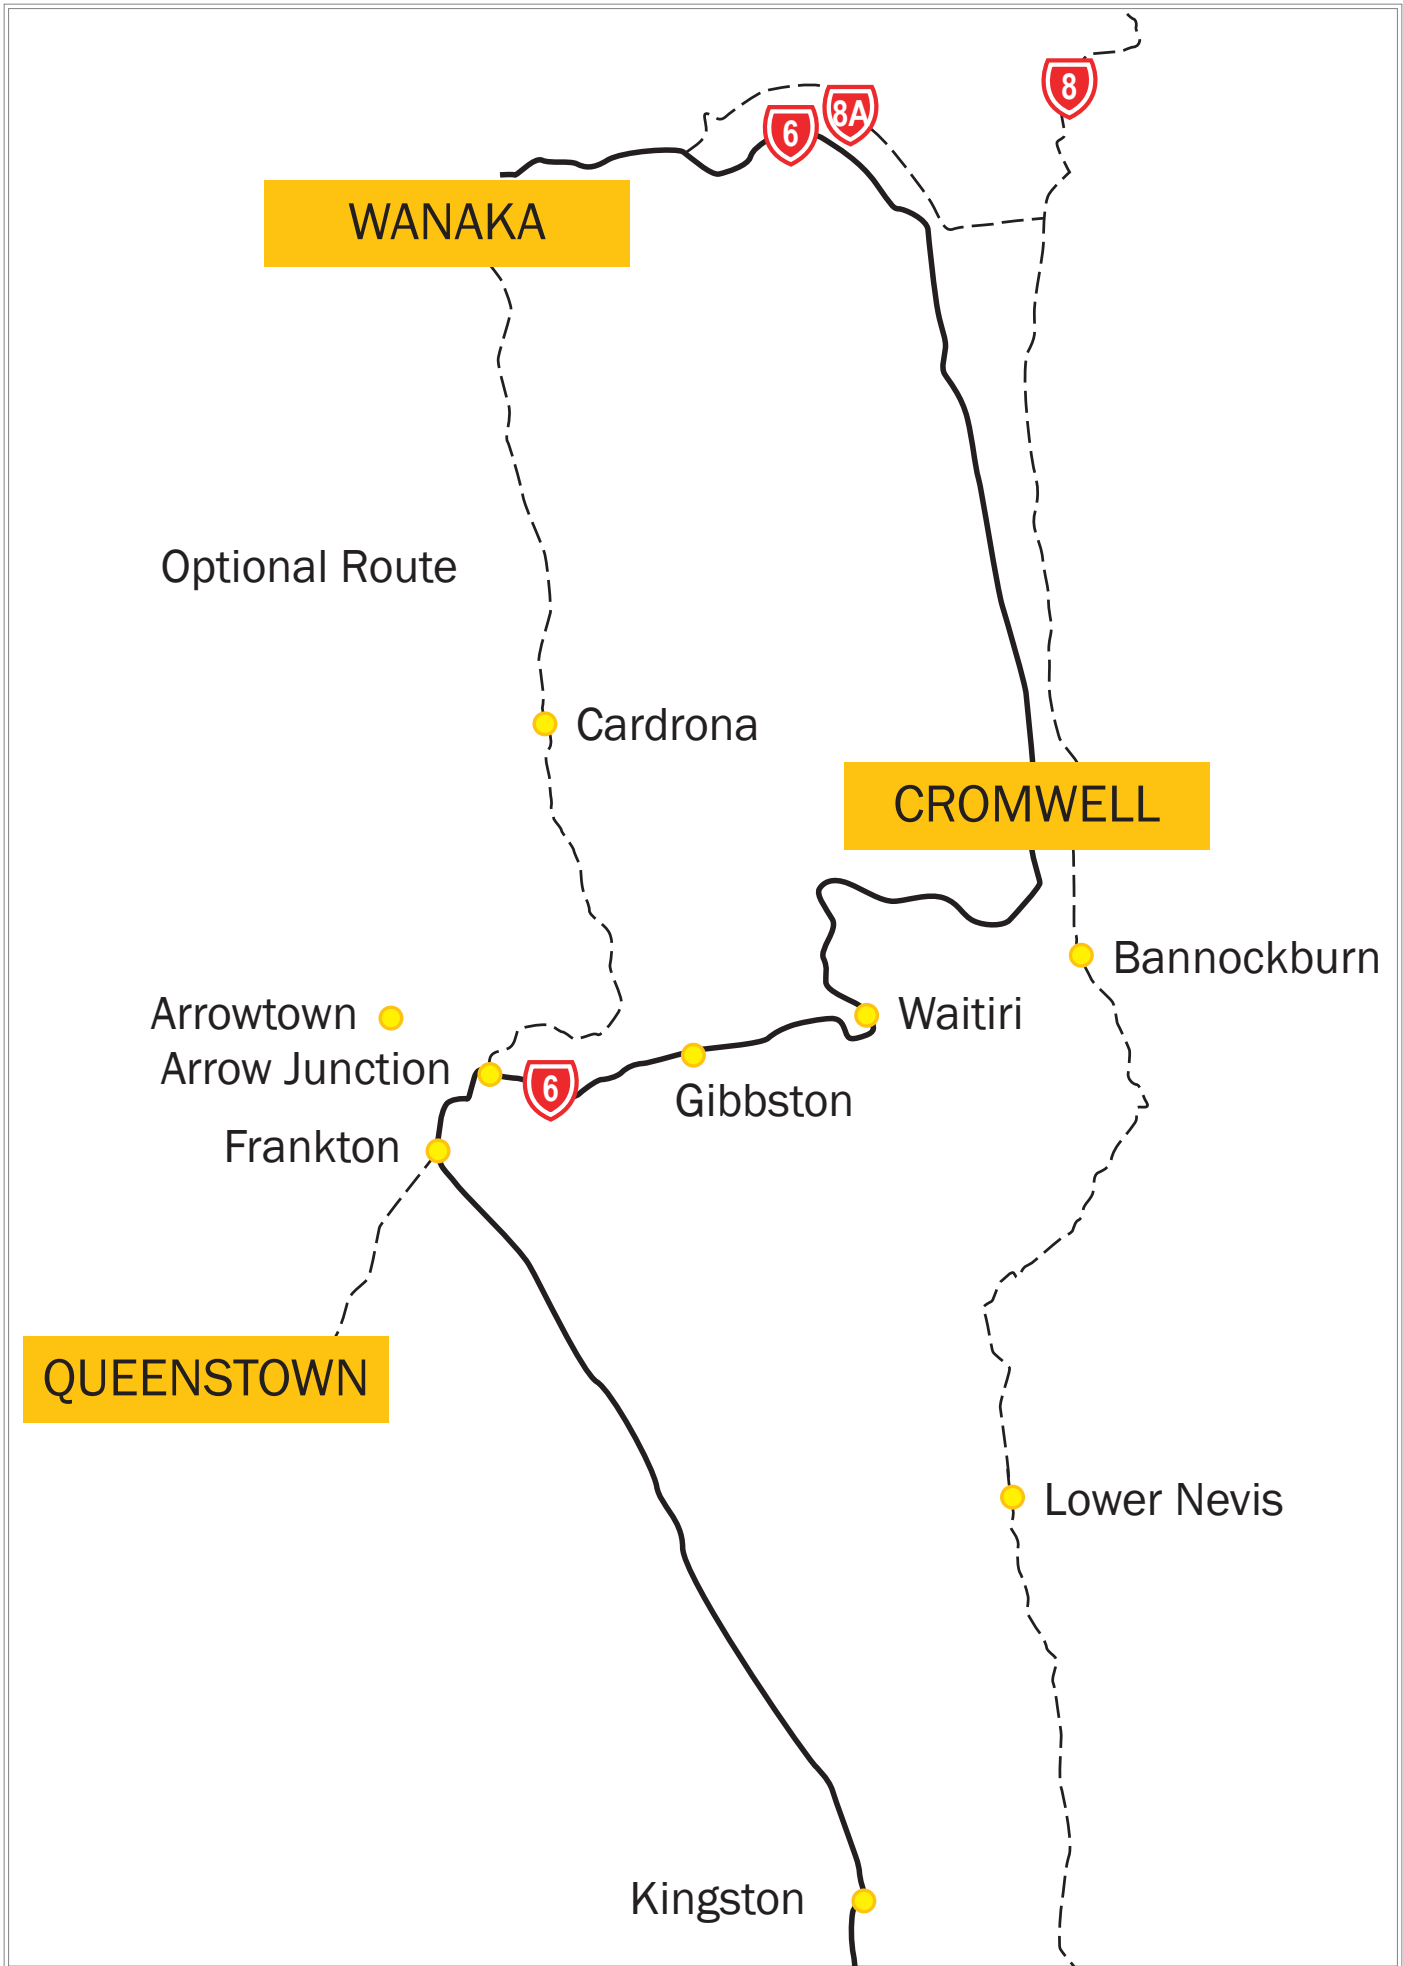 8
8A
6
WANAKA
Optional Route
Cardrona
CROMWELL
Bannockburn
Arrowtown
Waitiri
Arrow Junction
6
Gibbston
Frankton
QUEENSTOWN
Lower Nevis
Kingston